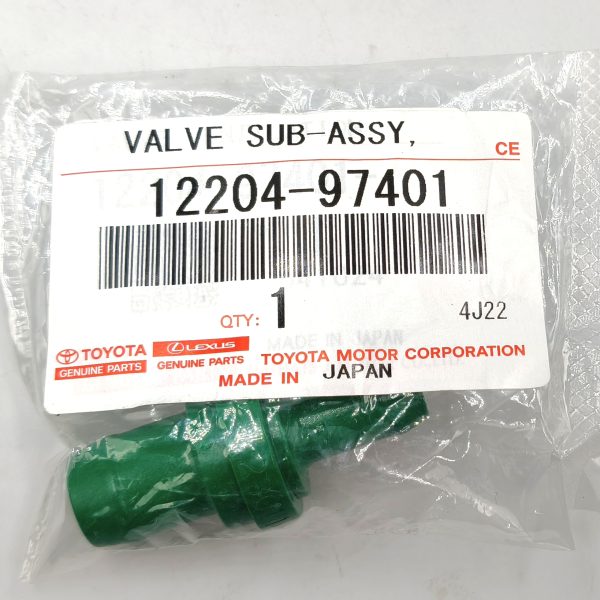 VALVE SUB-ASSY,
CE
12204-97401
QTY: 1
4J22
TOYOTA
GENUINE PARTS
LEXUS
GENUINE PARTS
TOYOTA MOTOR CORPORATION
MADE IN JAPAN